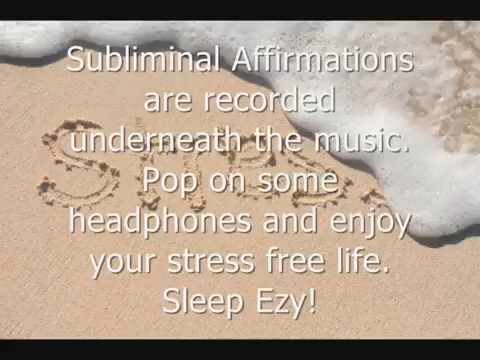 Subliminal Affirmations
are recorded
underneath the music.
Pop on some
headphones and enjoy
your stress free life.
Sleep Ezy!
Stress